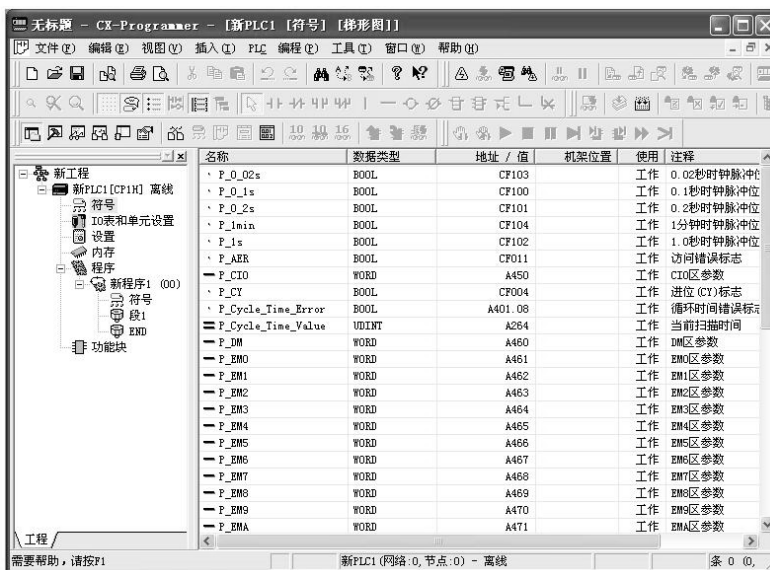 无标题 - CX-Programmer - [新PLC1 [符号] [梯形图]]
文件(F) 编辑(E) 视图(V) 插入(I) PLC 编程(P) 工具(T) 窗口(W) 帮助(H)
10 10 16
新工程
新PLC1[CP1H] 离线
符号
IO表和单元设置
设置
内存
程序
新程序1 (00)
符号
段1
END
功能块
工程
名称 数据类型 地址 / 值 机架位置 使用 注释
P_0_02s BOOL CF103 工作 0.02秒时钟脉冲位
P_0_1s BOOL CF100 工作 0.1秒时钟脉冲位
P_0_2s BOOL CF101 工作 0.2秒时钟脉冲位
P_1min BOOL CF104 工作 1分钟时钟脉冲位
P_1s BOOL CF102 工作 1.0秒时钟脉冲位
P_AER BOOL CF011 工作 访问错误标志
P_CIO WORD A450 工作 CIO区参数
P_CY BOOL CF004 工作 进位(CY)标志
P_Cycle_Time_Error BOOL A401.08 工作 循环时间错误标志
P_Cycle_Time_Value UDINT A264 工作 当前扫描时间
P_DM WORD A460 工作 DM区参数
P_EM0 WORD A461 工作 EM0区参数
P_EM1 WORD A462 工作 EM1区参数
P_EM2 WORD A463 工作 EM2区参数
P_EM3 WORD A464 工作 EM3区参数
P_EM4 WORD A465 工作 EM4区参数
P_EM5 WORD A466 工作 EM5区参数
P_EM6 WORD A467 工作 EM6区参数
P_EM7 WORD A468 工作 EM7区参数
P_EM8 WORD A469 工作 EM8区参数
P_EM9 WORD A470 工作 EM9区参数
P_EMA WORD A471 工作 EMA区参数
需要帮助，请按F1 新PLC1(网络:0,节点:0) - 离线 条 0 (0,